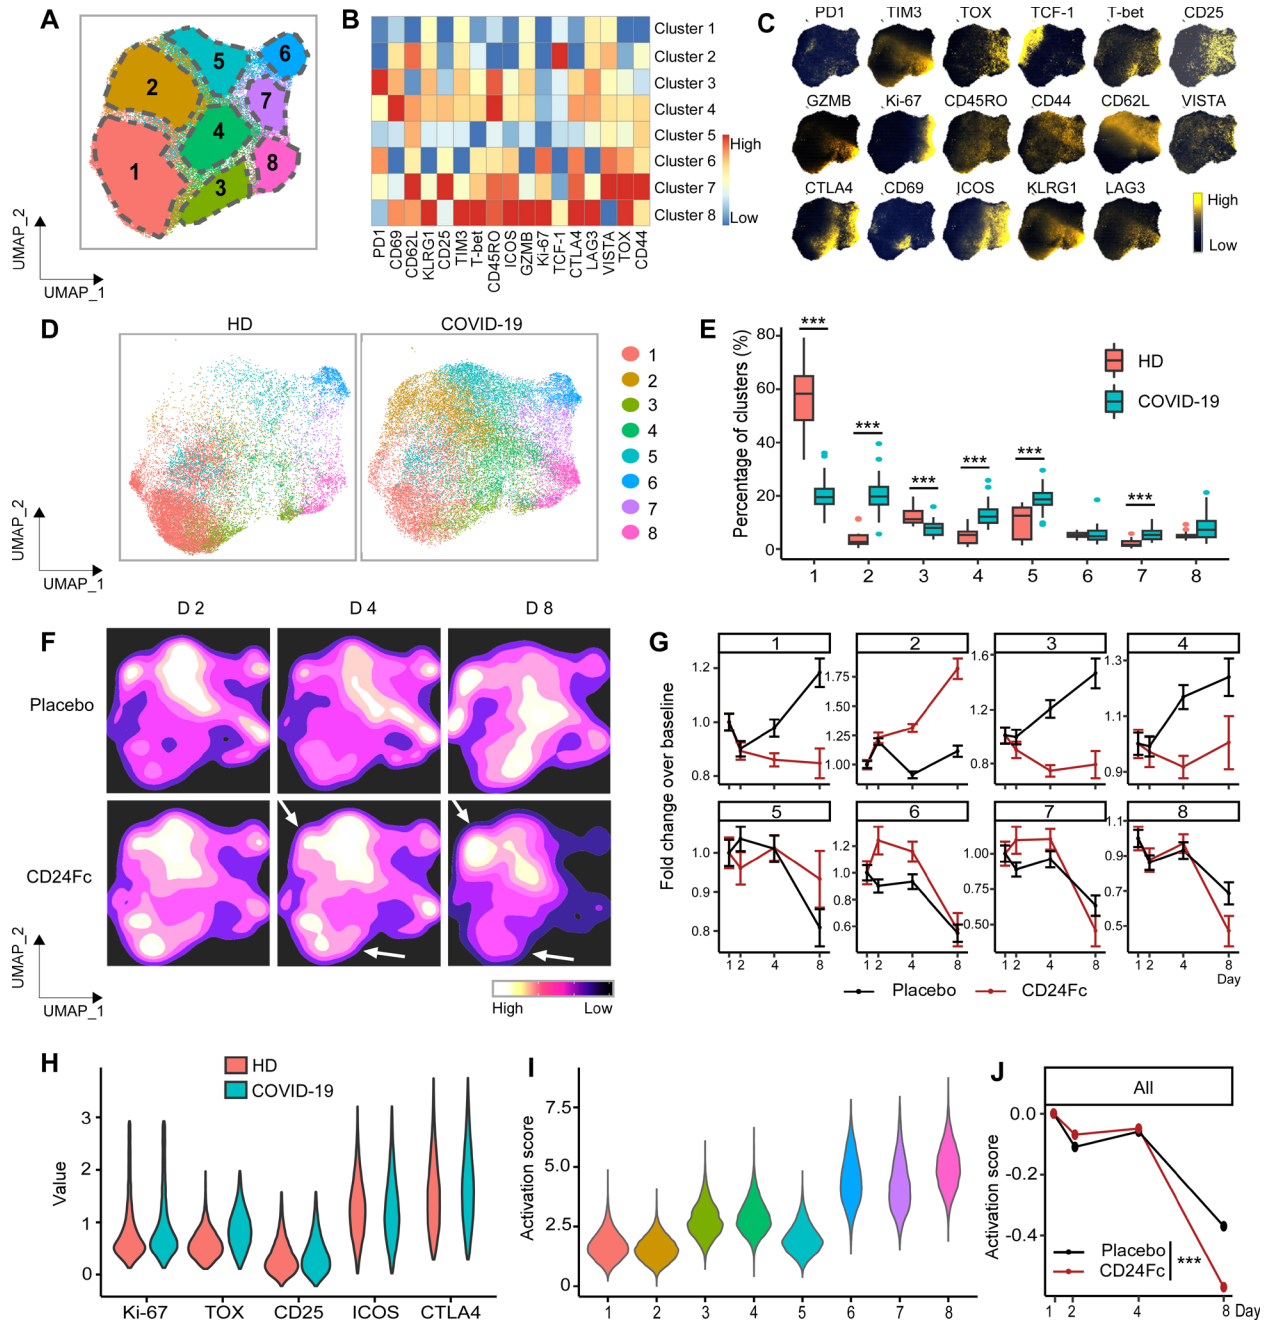 A
1
2
3
4
5
6
7
8
UMAP_2
UMAP_1
B
Cluster 1
Cluster 2
Cluster 3
Cluster 4
Cluster 5
Cluster 6
Cluster 7
Cluster 8
High
Low
PD1
CD69
CD62L
KLRG1
CD25
TIM3
T-bet
CD45RO
ICOS
GZMB
Ki-67
TCF-1
CTLA4
LAG3
VISTA
TOX
CD44
C
PD1 TIM3 TOX TCF-1 T-bet CD25
GZMB Ki-67 CD45RO CD44 CD62L VISTA
CTLA4 CD69 ICOS KLRG1 LAG3
High
Low
D
HD COVID-19
1
2
3
4
5
6
7
8
UMAP_2
UMAP_1
E
Percentage of clusters (%)
80
60
40
20
0
*** *** *** *** *** ***
HD
COVID-19
1 2 3 4 5 6 7 8
F
D 2 D 4 D 8
Placebo
CD24Fc
UMAP_2
UMAP_1
High Low
G
Fold change over baseline
1 2 3 4
1.2
1.0
0.8
1.75
1.50
1.25
1.00
1.6
1.2
0.8
1.3
1.1
0.9
5 6 7 8
1.0
0.9
0.8
1.2
1.0
0.8
0.6
1.00
0.75
0.50
1.1
0.9
0.7
0.5
1 2 4 8 1 2 4 8 1 2 4 8 1 2 4 8
Day
Placebo CD24Fc
H
HD
COVID-19
Value
3
2
1
0
Ki-67 TOX CD25 ICOS CTLA4
I
Activation score
7.5
5.0
2.5
0
1 2 3 4 5 6 7 8
J
All
Activation score
0.0
-0.2
-0.4
Placebo
CD24Fc
***
1 2 4 8 Day